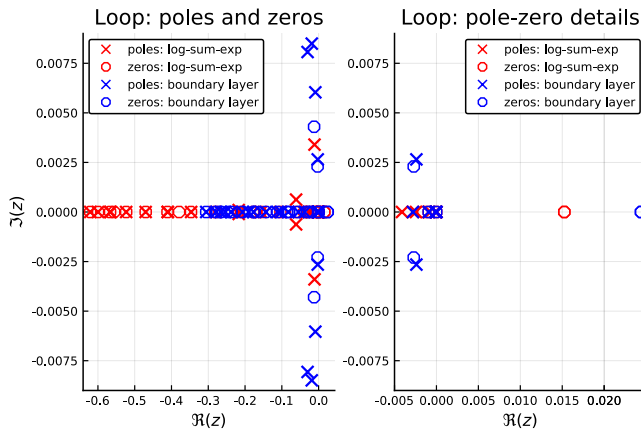 Loop: poles and zeros
poles: log-sum-exp
zeros: log-sum-exp
poles: boundary layer
zeros: boundary layer
0.0075
0.0050
0.0025
0.0000
-0.0025
-0.0050
-0.0075
ℑ(z)
-0.6
-0.5
-0.4
-0.3
-0.2
-0.1
0.0
ℜ(z)
Loop: pole-zero details
poles: log-sum-exp
zeros: log-sum-exp
poles: boundary layer
zeros: boundary layer
0.0075
0.0050
0.0025
0.0000
-0.0025
-0.0050
-0.0075
-0.005
0.000
0.005
0.010
0.015
0.020
0.020
ℜ(z)